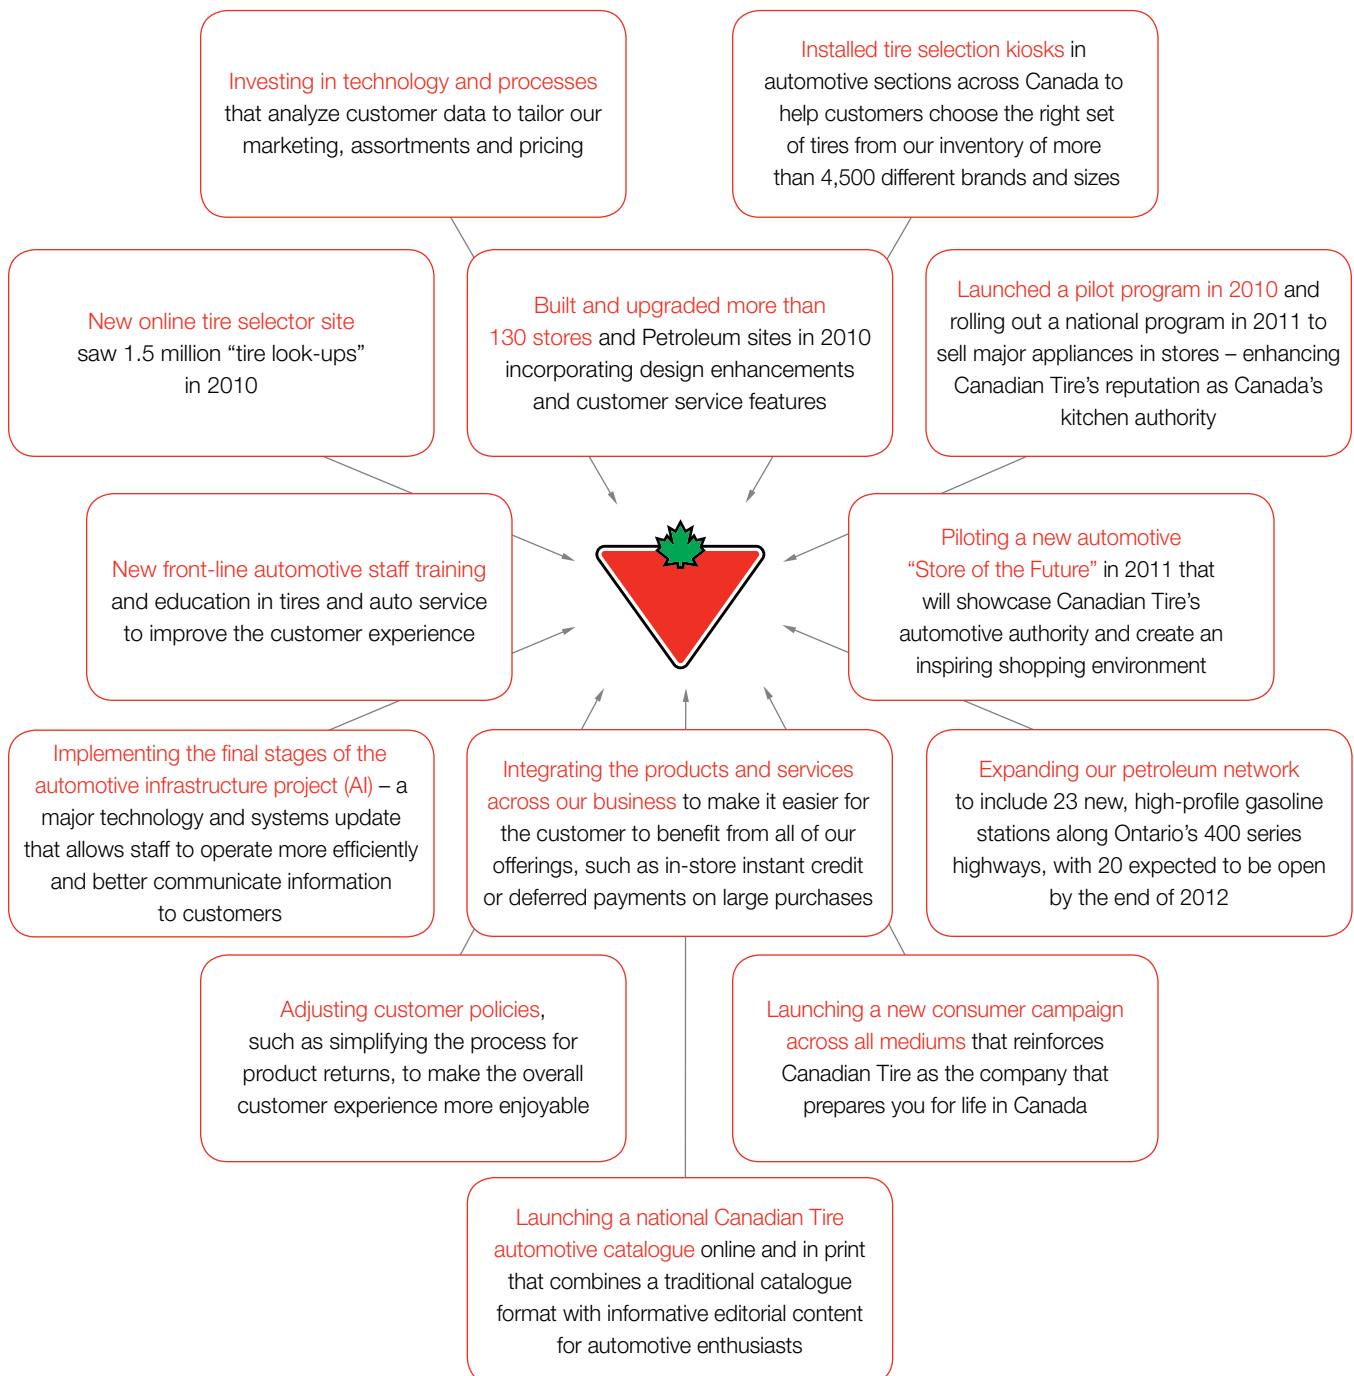 Investing in technology and processes
that analyze customer data to tailor our
marketing, assortments and pricing
Installed tire selection kiosks in
automotive sections across Canada to
help customers choose the right set
of tires from our inventory of more
than 4,500 different brands and sizes
New online tire selector site
saw 1.5 million “tire look-ups”
in 2010
Built and upgraded more than
130 stores and Petroleum sites in 2010
incorporating design enhancements
and customer service features
Launched a pilot program in 2010 and
rolling out a national program in 2011 to
sell major appliances in stores – enhancing
Canadian Tire’s reputation as Canada’s
kitchen authority
New front-line automotive staff training
and education in tires and auto service
to improve the customer experience
Piloting a new automotive
“Store of the Future” in 2011 that
will showcase Canadian Tire’s
automotive authority and create an
inspiring shopping environment
Implementing the final stages of the
automotive infrastructure project (AI) – a
major technology and systems update
that allows staff to operate more efficiently
and better communicate information
to customers
Integrating the products and services
across our business to make it easier for
the customer to benefit from all of our
offerings, such as in-store instant credit
or deferred payments on large purchases
Expanding our petroleum network
to include 23 new, high-profile gasoline
stations along Ontario’s 400 series
highways, with 20 expected to be open
by the end of 2012
Adjusting customer policies,
such as simplifying the process for
product returns, to make the overall
customer experience more enjoyable
Launching a new consumer campaign
across all mediums that reinforces
Canadian Tire as the company that
prepares you for life in Canada
Launching a national Canadian Tire
automotive catalogue online and in print
that combines a traditional catalogue
format with informative editorial content
for automotive enthusiasts